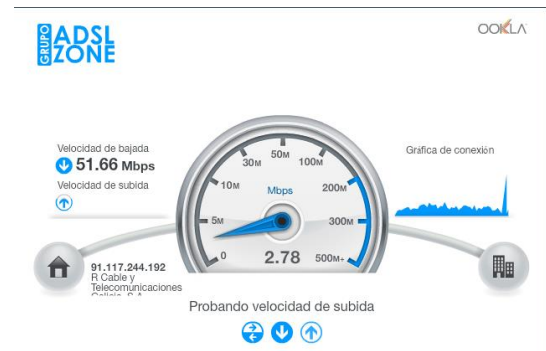 GRUPO
ADSL
ZONE
OOKLA
Velocidad de bajada
51.66 Mbps
Velocidad de subida
Gráfica de conexión
0
5M
10M
30M
50M
100M
200M
300M
500M+
Mbps
2.78
91.117.244.192
R Cable y
Telecomunicaciones
Galicia, S.A.
Probando velocidad de subida